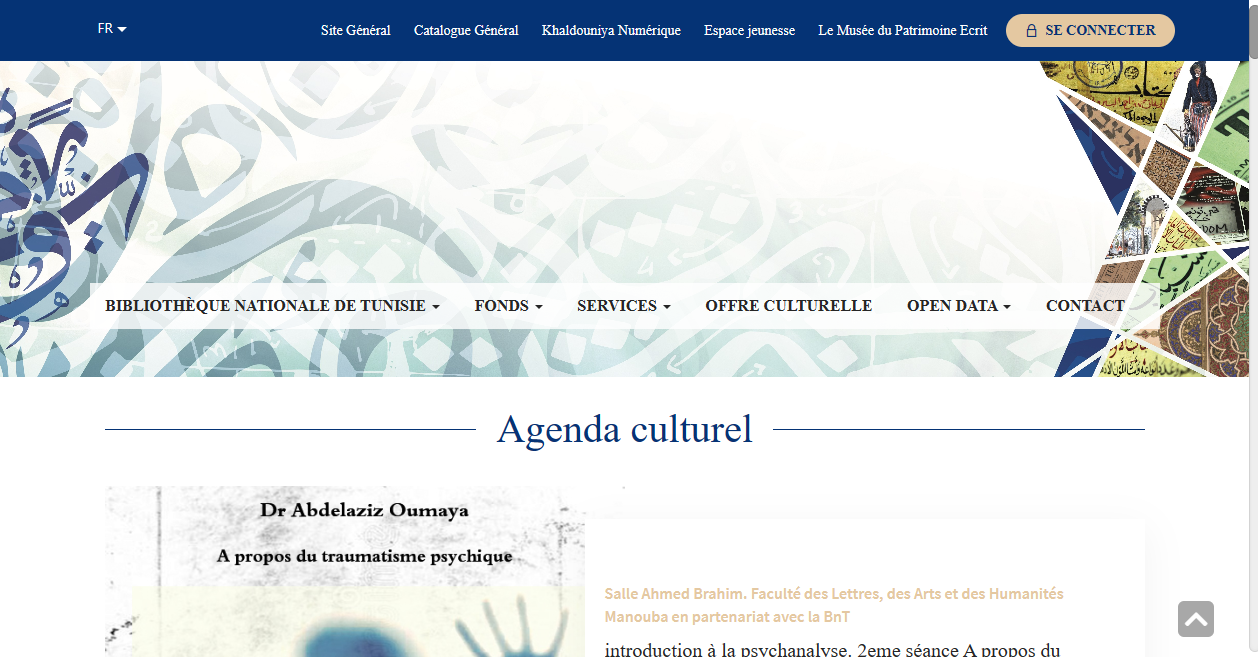 FR
Site Général Catalogue Général Khaldouniya Numérique Espace jeunesse Le Musée du Patrimoine Ecrit SE CONNECTER
BIBLIOTHÈQUE NATIONALE DE TUNISIE FONDS SERVICES OFFRE CULTURELLE OPEN DATA CONTACT
Agenda culturel
Dr Abdelaziz Oumaya
A propos du traumatisme psychique
Salle Ahmed Brahim. Faculté des Lettres, des Arts et des Humanités
Manouba en partenariat avec la BnT
introduction à la psychanalyse. 2eme séance A propos du